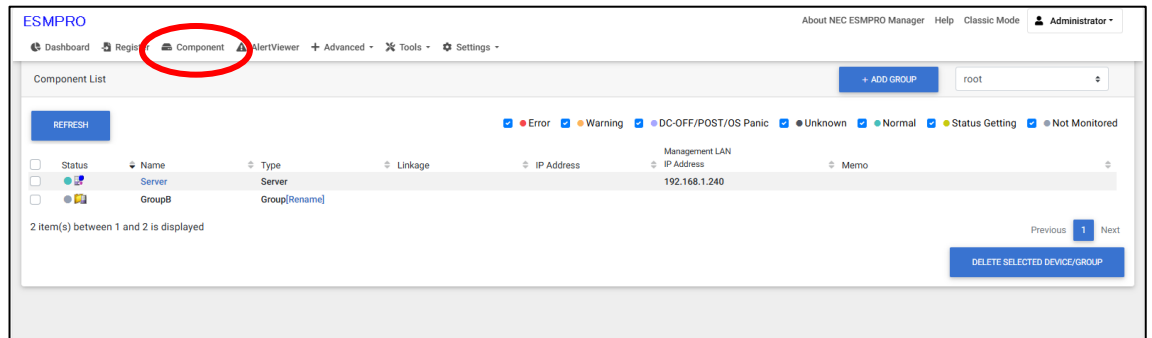 ESMPRO
About NEC ESMPRO Manager Help Classic Mode Administrator
Dashboard Register Component AlertViewer + Advanced Tools Settings
Component List
+ ADD GROUP
root
REFRESH
Error Warning DC-OFF/POST/OS Panic Unknown Normal Status Getting Not Monitored
Status Name Type Linkage IP Address Management LAN IP Address Memo
Server Server 192.168.1.240
GroupB Group[Rename]
2 item(s) between 1 and 2 is displayed
Previous 1 Next
DELETE SELECTED DEVICE/GROUP